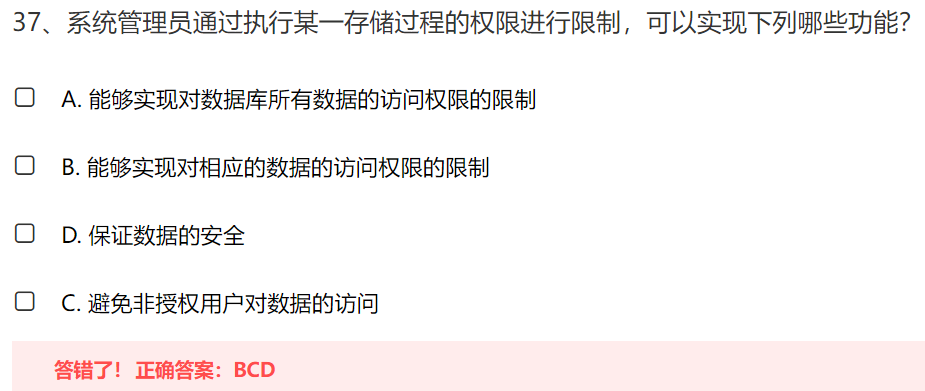 37、系统管理员通过执行某一存储过程的权限进行限制，可以实现下列哪些功能？
A. 能够实现对数据库所有数据的访问权限的限制
B. 能够实现对相应的数据的访问权限的限制
D. 保证数据的安全
C. 避免非授权用户对数据的访问
答错了！ 正确答案：BCD